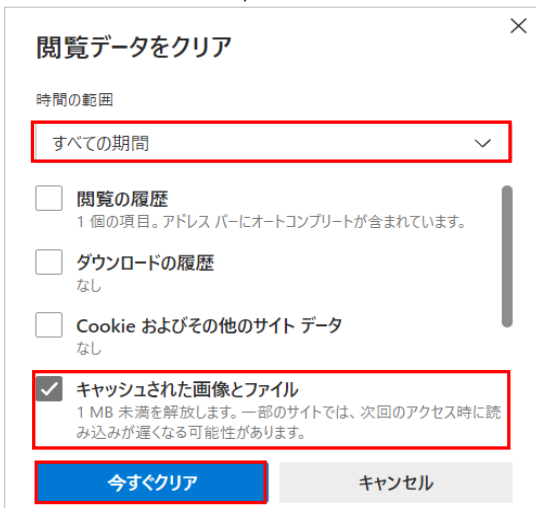 閲覧データをクリア
時間の範囲
すべての期間
閲覧の履歴
1 個の項目。アドレス バーにオートコンプリートが含まれています。
ダウンロードの履歴
なし
Cookie およびその他のサイト データ
なし
キャッシュされた画像とファイル
1 MB 未満を解放します。一部のサイトでは、次回のアクセス時に読
み込みが遅くなる可能性があります。
今すぐクリア
キャンセル